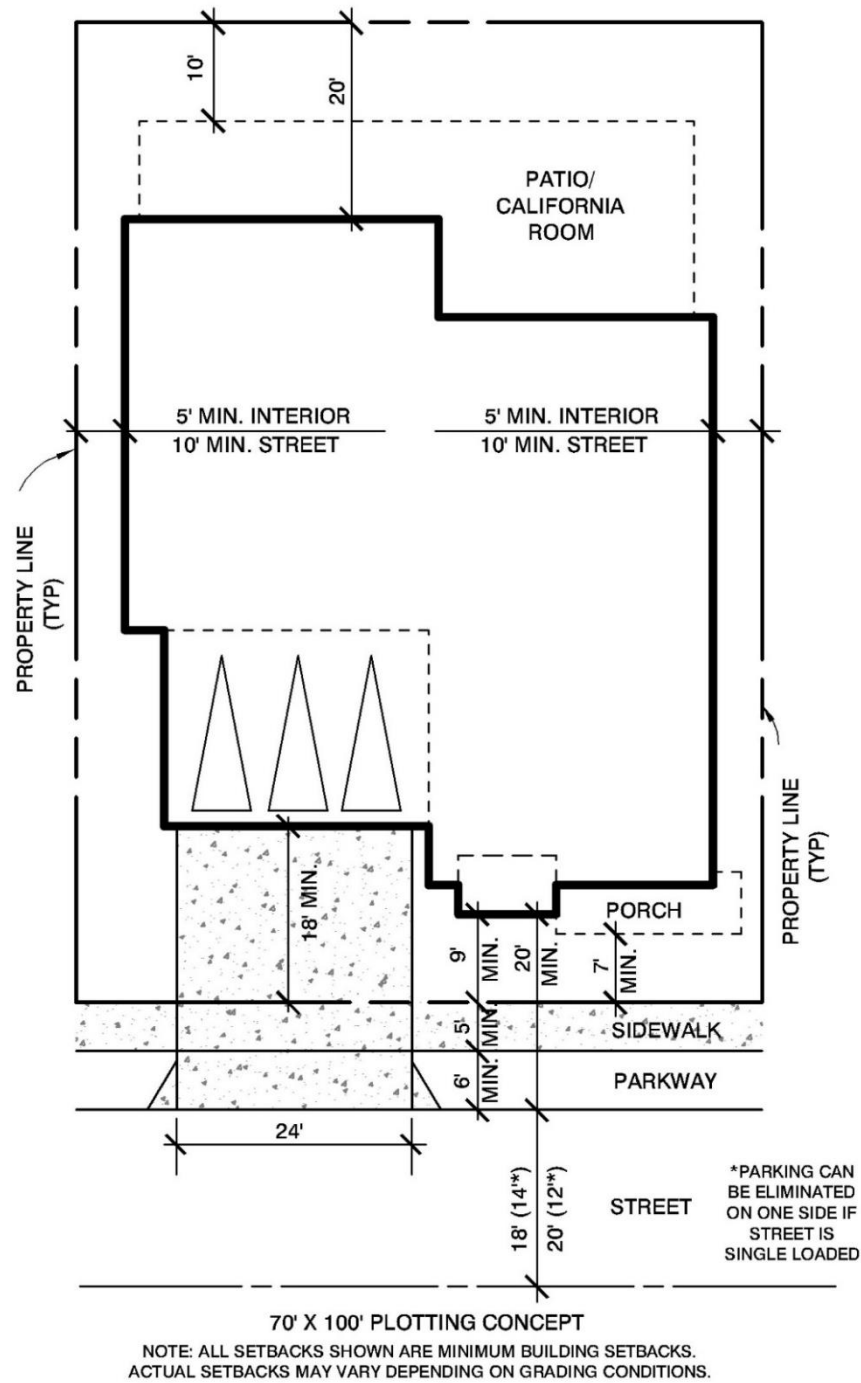 10'
20'
PATIO/
CALIFORNIA
ROOM
5' MIN. INTERIOR
10' MIN. STREET
5' MIN. INTERIOR
10' MIN. STREET
PROPERTY LINE
(TYP)
PROPERTY LINE
(TYP)
18' MIN.
PORCH
9'
MIN.
20'
MIN.
7'
MIN.
SIDEWALK
5'
MIN.
PARKWAY
6'
MIN.
24'
18' (14'*)
20' (12'*)
STREET
*PARKING CAN
BE ELIMINATED
ON ONE SIDE IF
STREET IS
SINGLE LOADED
70' X 100' PLOTTING CONCEPT
NOTE: ALL SETBACKS SHOWN ARE MINIMUM BUILDING SETBACKS.
ACTUAL SETBACKS MAY VARY DEPENDING ON GRADING CONDITIONS.